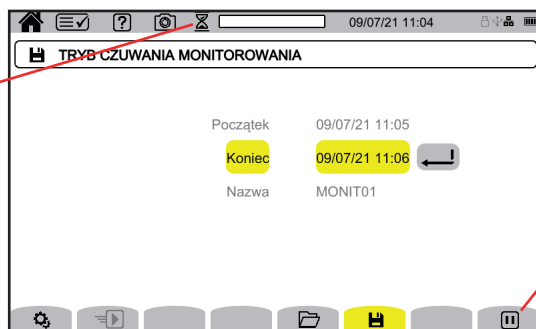 09/07/21 11:04
TRYB CZUWANIA MONITOROWANIA
Początek 09/07/21 11:05
Koniec 09/07/21 11:06
Nazwa MONIT01